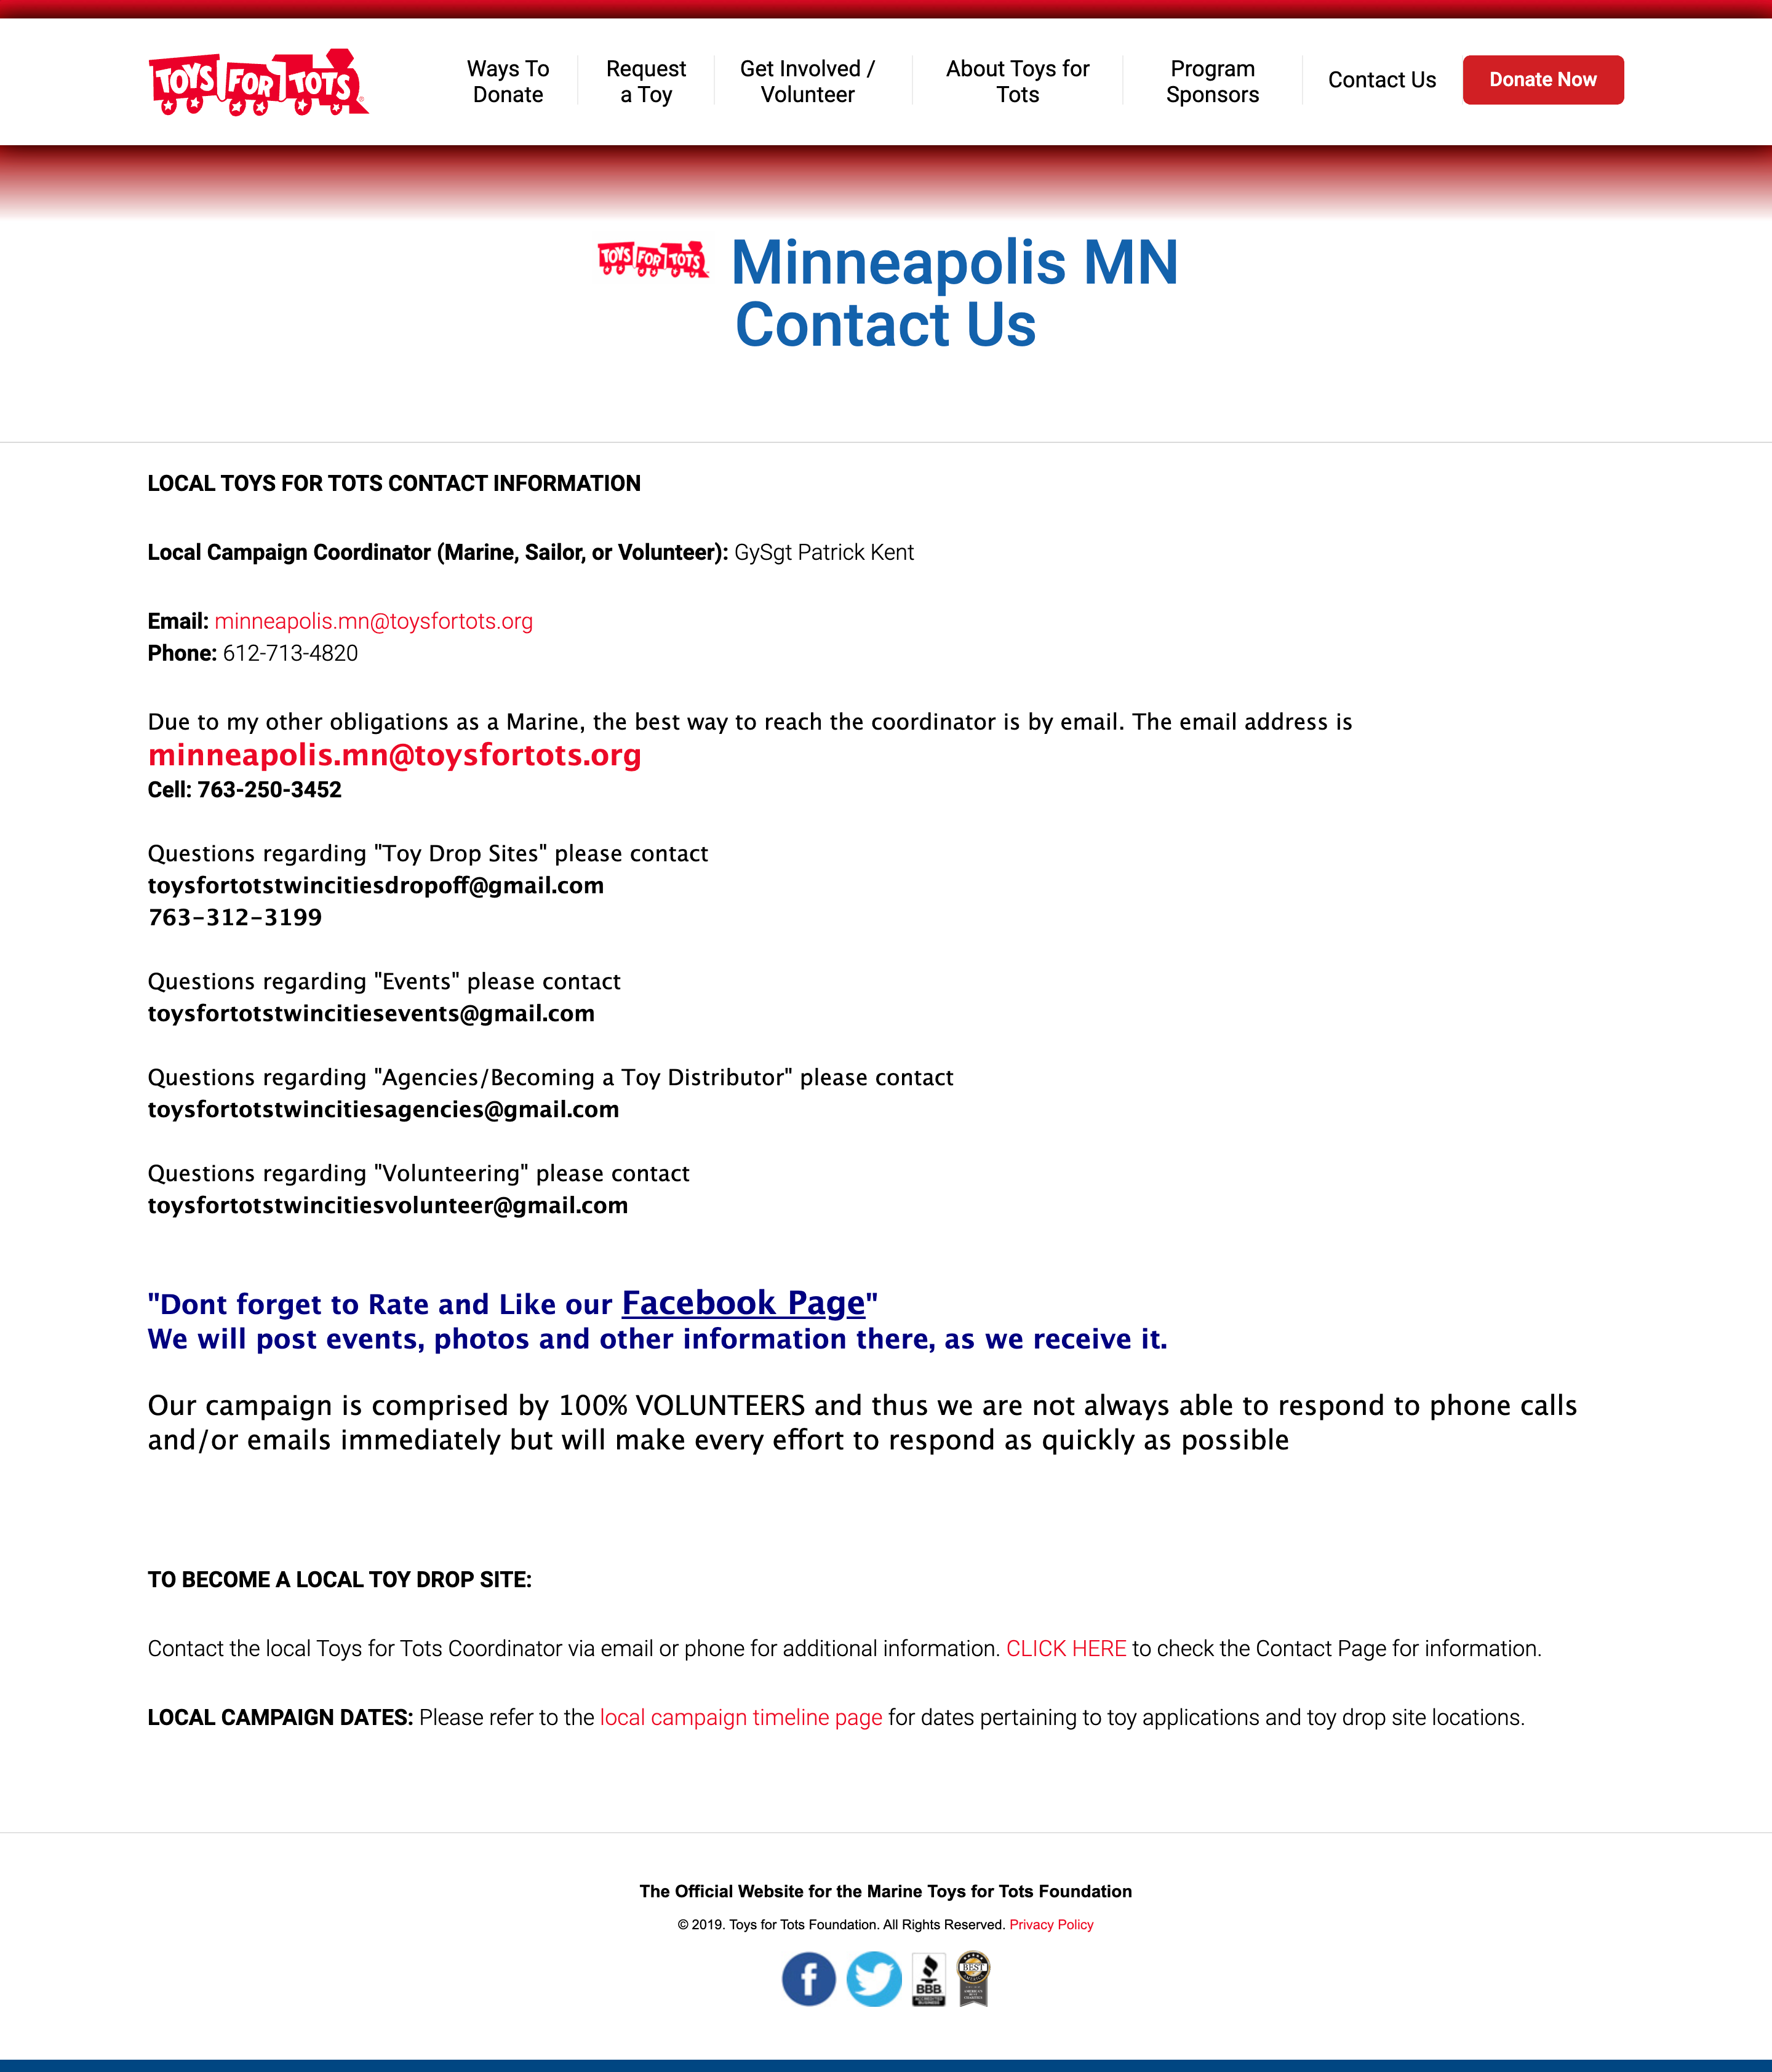 TOYS FOR TOTS
Ways To Donate
Request a Toy
Get Involved / Volunteer
About Toys for Tots
Program Sponsors
Contact Us
Donate Now
TOYS FOR TOTS
Minneapolis MN
Contact Us
LOCAL TOYS FOR TOTS CONTACT INFORMATION
Local Campaign Coordinator (Marine, Sailor, or Volunteer): GySgt Patrick Kent
Email: minneapolis.mn@toysfortots.org
Phone: 612-713-4820
Due to my other obligations as a Marine, the best way to reach the coordinator is by email. The email address is
minneapolis.mn@toysfortots.org
Cell: 763-250-3452
Questions regarding "Toy Drop Sites" please contact
toysfortotstwincitiesdropoff@gmail.com
763-312-3199
Questions regarding "Events" please contact
toysfortotstwincitiesevents@gmail.com
Questions regarding "Agencies/Becoming a Toy Distributor" please contact
toysfortotstwincitiesagencies@gmail.com
Questions regarding "Volunteering" please contact
toysfortotstwincitiesvolunteer@gmail.com
"Dont forget to Rate and Like our Facebook Page"
We will post events, photos and other information there, as we receive it.
Our campaign is comprised by 100% VOLUNTEERS and thus we are not always able to respond to phone calls
and/or emails immediately but will make every effort to respond as quickly as possible
TO BECOME A LOCAL TOY DROP SITE:
Contact the local Toys for Tots Coordinator via email or phone for additional information. CLICK HERE to check the Contact Page for information.
LOCAL CAMPAIGN DATES: Please refer to the local campaign timeline page for dates pertaining to toy applications and toy drop site locations.
The Official Website for the Marine Toys for Tots Foundation
© 2019. Toys for Tots Foundation. All Rights Reserved. Privacy Policy
BBB
ACCREDITED
BUSINESS
BEST